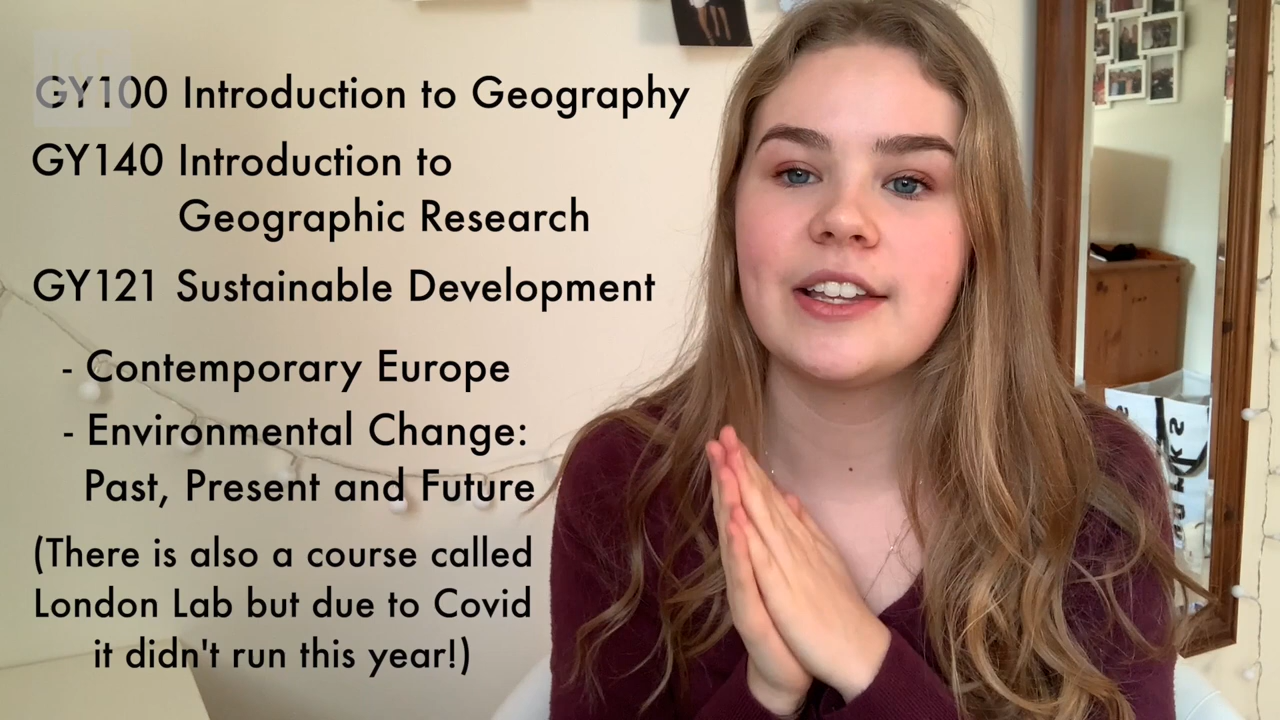 GY100 Introduction to Geography
GY140 Introduction to
Geographic Research
GY121 Sustainable Development
- Contemporary Europe
- Environmental Change:
Past, Present and Future
(There is also a course called
London Lab but due to Covid
it didn't run this year!)